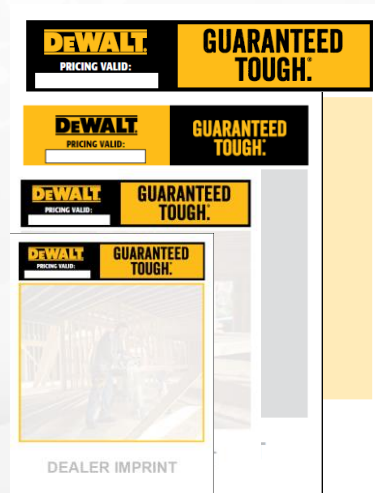 DEWALT.
PRICING VALID:
GUARANTEED
TOUGH.®
DEWALT
PRICING VALID:
GUARANTEED
TOUGH.
DEWALT
PRICING VALID:
GUARANTEED
TOUGH.
DEWALT
PRICING VALID:
GUARANTEED
TOUGH.
DEALER IMPRINT